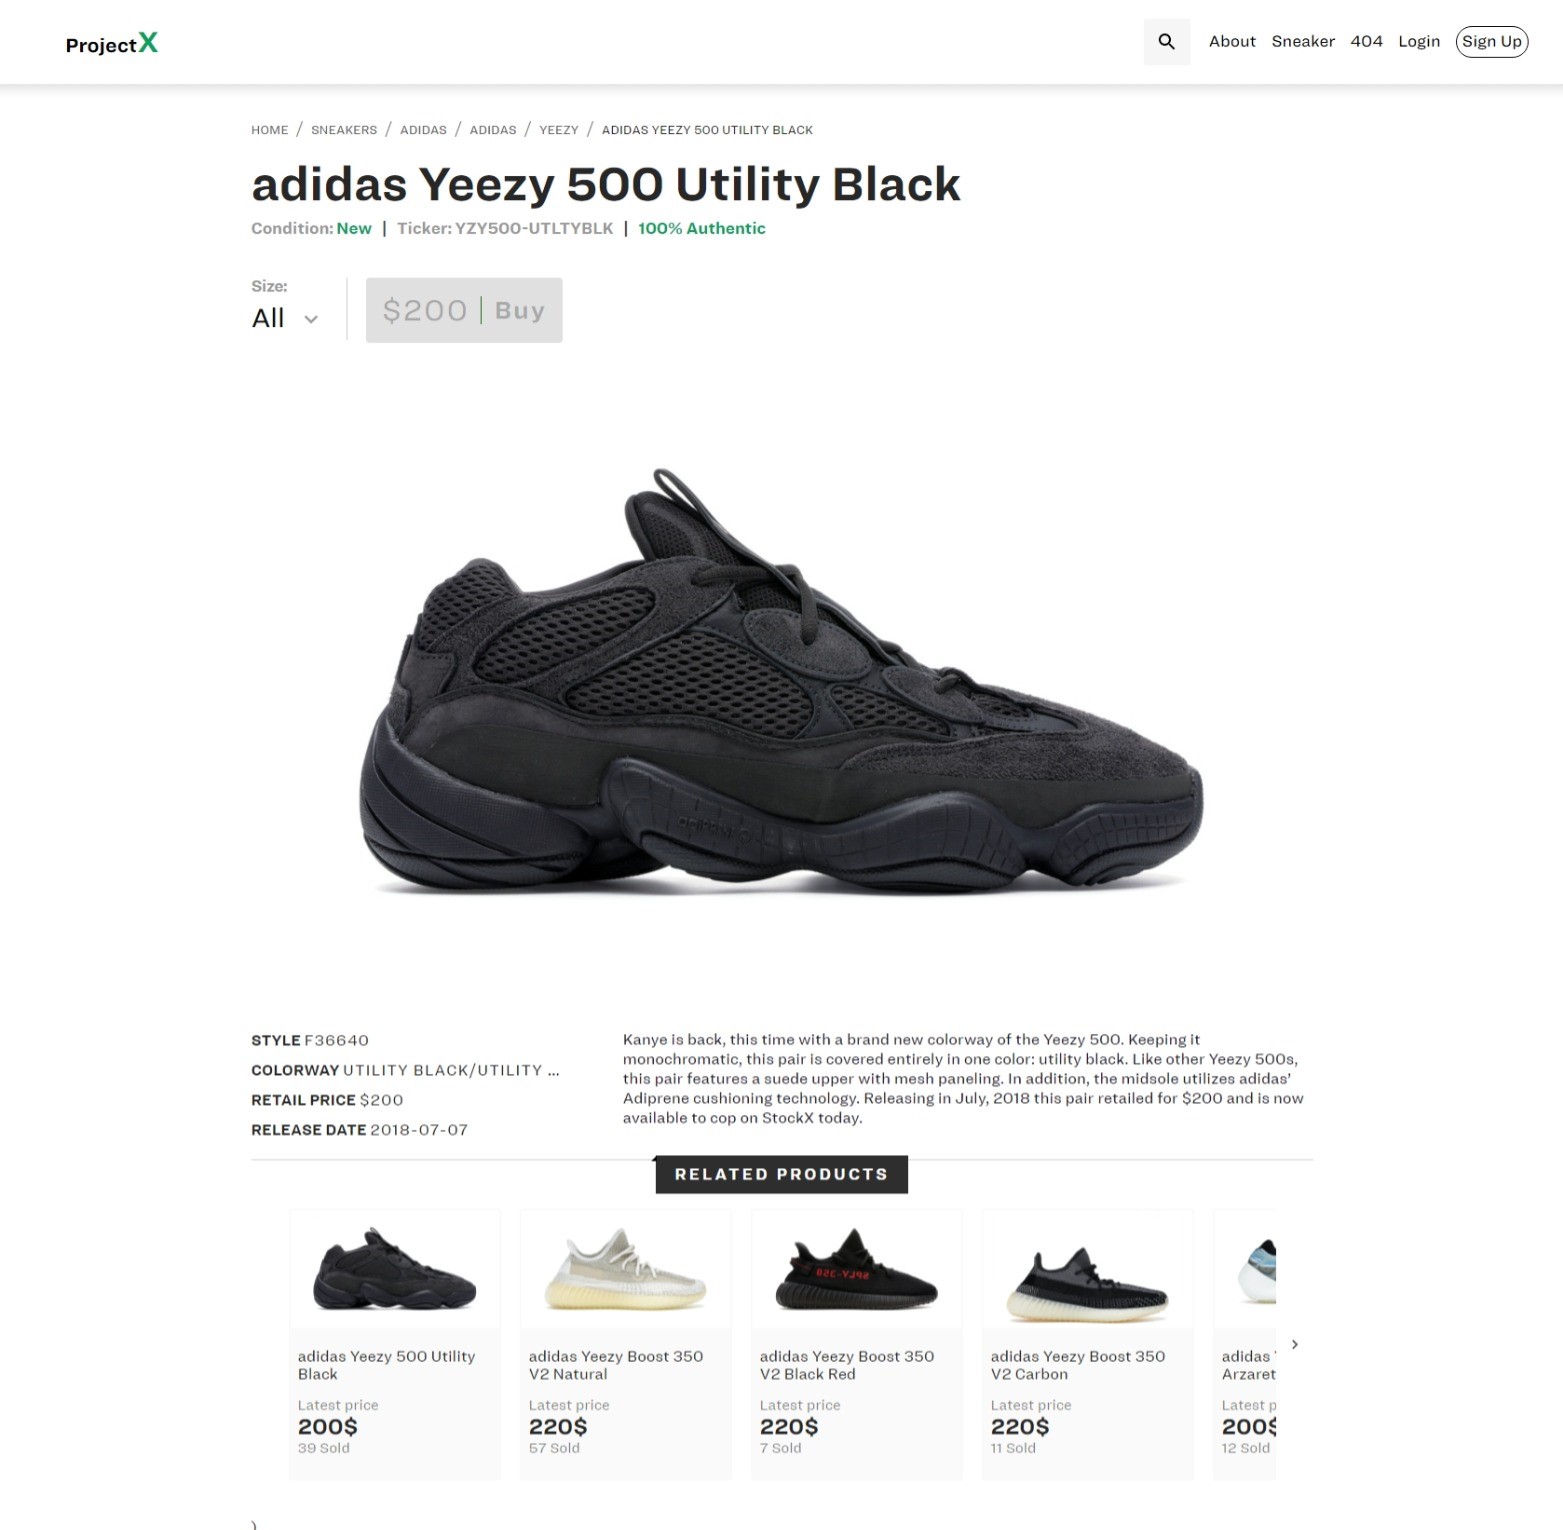 ProjectX
About Sneaker 404 Login Sign Up
HOME / SNEAKERS / ADIDAS / ADIDAS / YEEZY / ADIDAS YEEZY 500 UTILITY BLACK
adidas Yeezy 500 Utility Black
Condition: New | Ticker: YZY500-UTLTYBLK | 100% Authentic
Size:
All
$200 | Buy
STYLE F36640
COLORWAY UTILITY BLACK/UTILITY ...
RETAIL PRICE $200
RELEASE DATE 2018-07-07
Kanye is back, this time with a brand new colorway of the Yeezy 500. Keeping it
monochromatic, this pair is covered entirely in one color: utility black. Like other Yeezy 500s,
this pair features a suede upper with mesh paneling. In addition, the midsole utilizes adidas'
Adiprene cushioning technology. Releasing in July, 2018 this pair retailed for $200 and is now
available to cop on StockX today.
RELATED PRODUCTS
adidas Yeezy 500 Utility
Black
Latest price
200$
39 Sold
adidas Yeezy Boost 350
V2 Natural
Latest price
220$
57 Sold
adidas Yeezy Boost 350
V2 Black Red
Latest price
220$
7 Sold
adidas Yeezy Boost 350
V2 Carbon
Latest price
220$
11 Sold
adidas
Arzaret
Latest p
200$
12 Sold
)